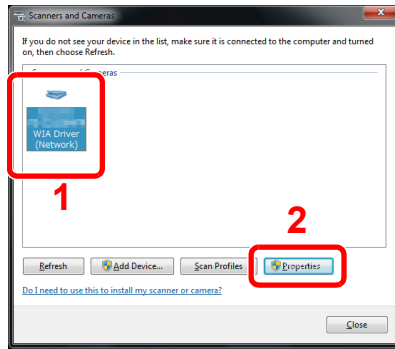 Scanners and Cameras
If you do not see your device in the list, make sure it is connected to the computer and turned
on, then choose Refresh.
Scanners and Cameras
WIA Driver
(Network)
1
2
Refresh
Add Device...
Scan Profiles
Properties
Do I need to use this to install my scanner or camera?
Close